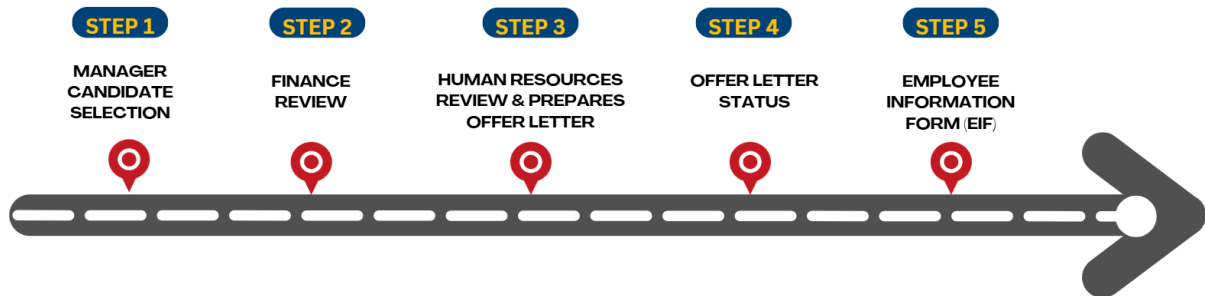 STEP 1
MANAGER
CANDIDATE
SELECTION
STEP 2
FINANCE
REVIEW
STEP 3
HUMAN RESOURCES
REVIEW & PREPARES
OFFER LETTER
STEP 4
OFFER LETTER
STATUS
STEP 5
EMPLOYEE
INFORMATION
FORM (EIF)